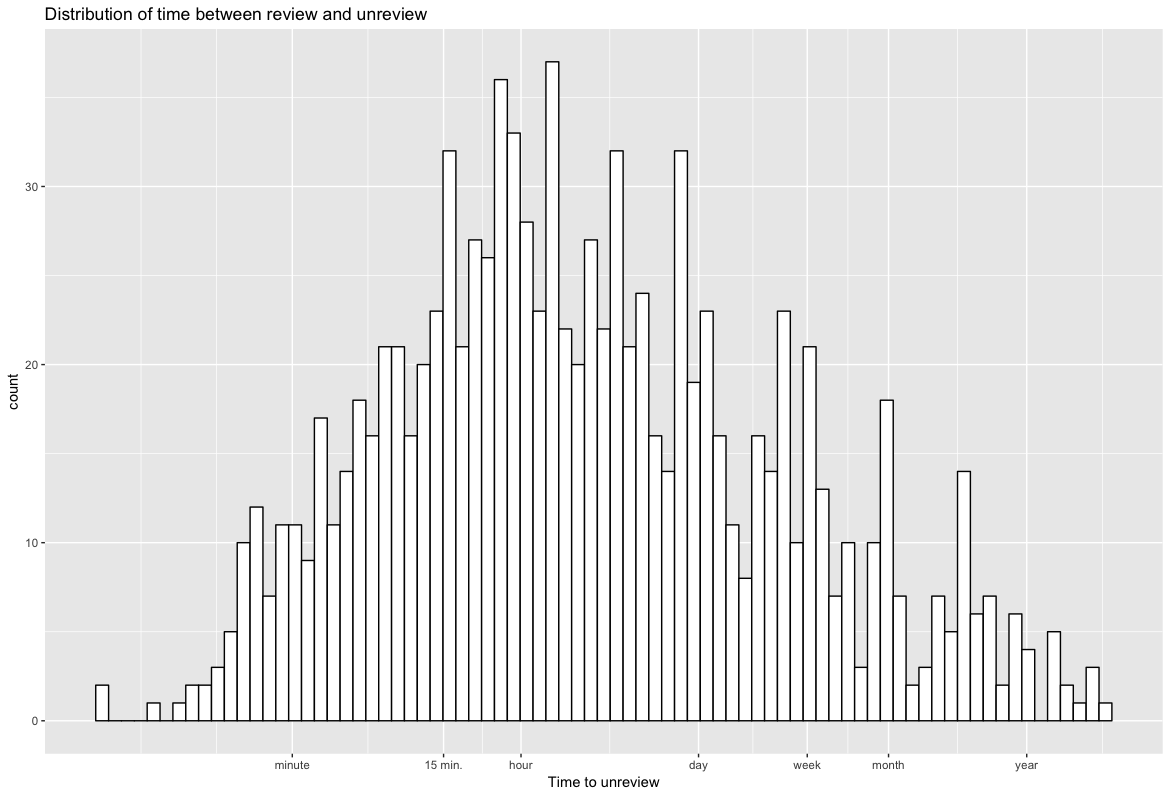 Distribution of time between review and unreview
30
20
10
0
count
minute 15 min. hour day week month year
Time to unreview